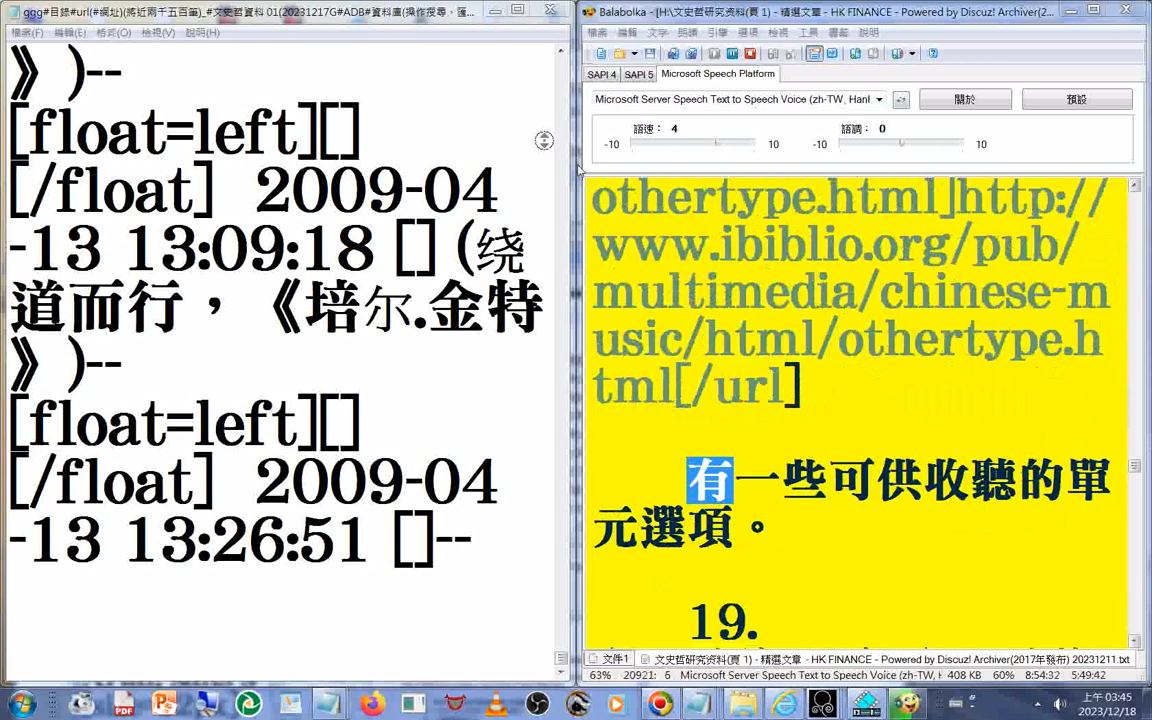 ggg#目錄#url(#網址)(將近兩千五百筆)_#文史哲資料 01(20231217G#ADB#資料庫(操作搜尋，匯...
檔案(F) 編輯(E) 格式(O) 檢視(V) 說明(H)
》 )--
[float=left][]
[/float] 2009-04
-13 13:09:18 [] (绕
道而行，《培尔.金特
》 )--
[float=left][]
[/float] 2009-04
-13 13:26:51 []--
Balabolka - [H:\文史哲研究资料(頁 1) - 精選文章 - HK FINANCE - Powered by Discuz! Archiver(2...
檔案 編輯 文字 朗讀 引擎 選項 檢視 工具 書籤 說明
SAPI 4 SAPI 5 Microsoft Speech Platform
Microsoft Server Speech Text to Speech Voice (zh-TW, Hanl
關於 預設
語速： 4 語調： 0
-10 10 -10 10
othertype.html]http://
www.ibiblio.org/pub/
multimedia/chinese-m
usic/html/othertype.h
tml[/url]
有一些可供收聽的單
元選項。
19.
文件1 文史哲研究资料(頁 1) - 精選文章 - HK FINANCE - Powered by Discuz! Archiver(2017年發布) 20231211.txt
63% 20921: 6 Microsoft Server Speech Text to Speech Voice (zh-TW, H 408 KB 60% 8:54:32 5:49:42
上午 03:45
2023/12/18